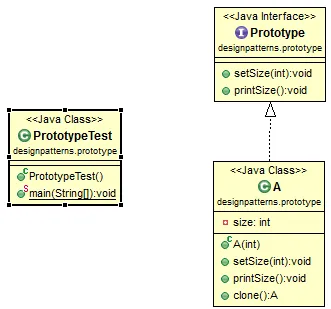 <<Java Interface>>
Prototype
designpatterns.prototype
setSize(int):void
printSize():void
<<Java Class>>
PrototypeTest
designpatterns.prototype
PrototypeTest()
main(String[]):void
<<Java Class>>
A
designpatterns.prototype
size: int
A(int)
setSize(int):void
printSize():void
clone():A